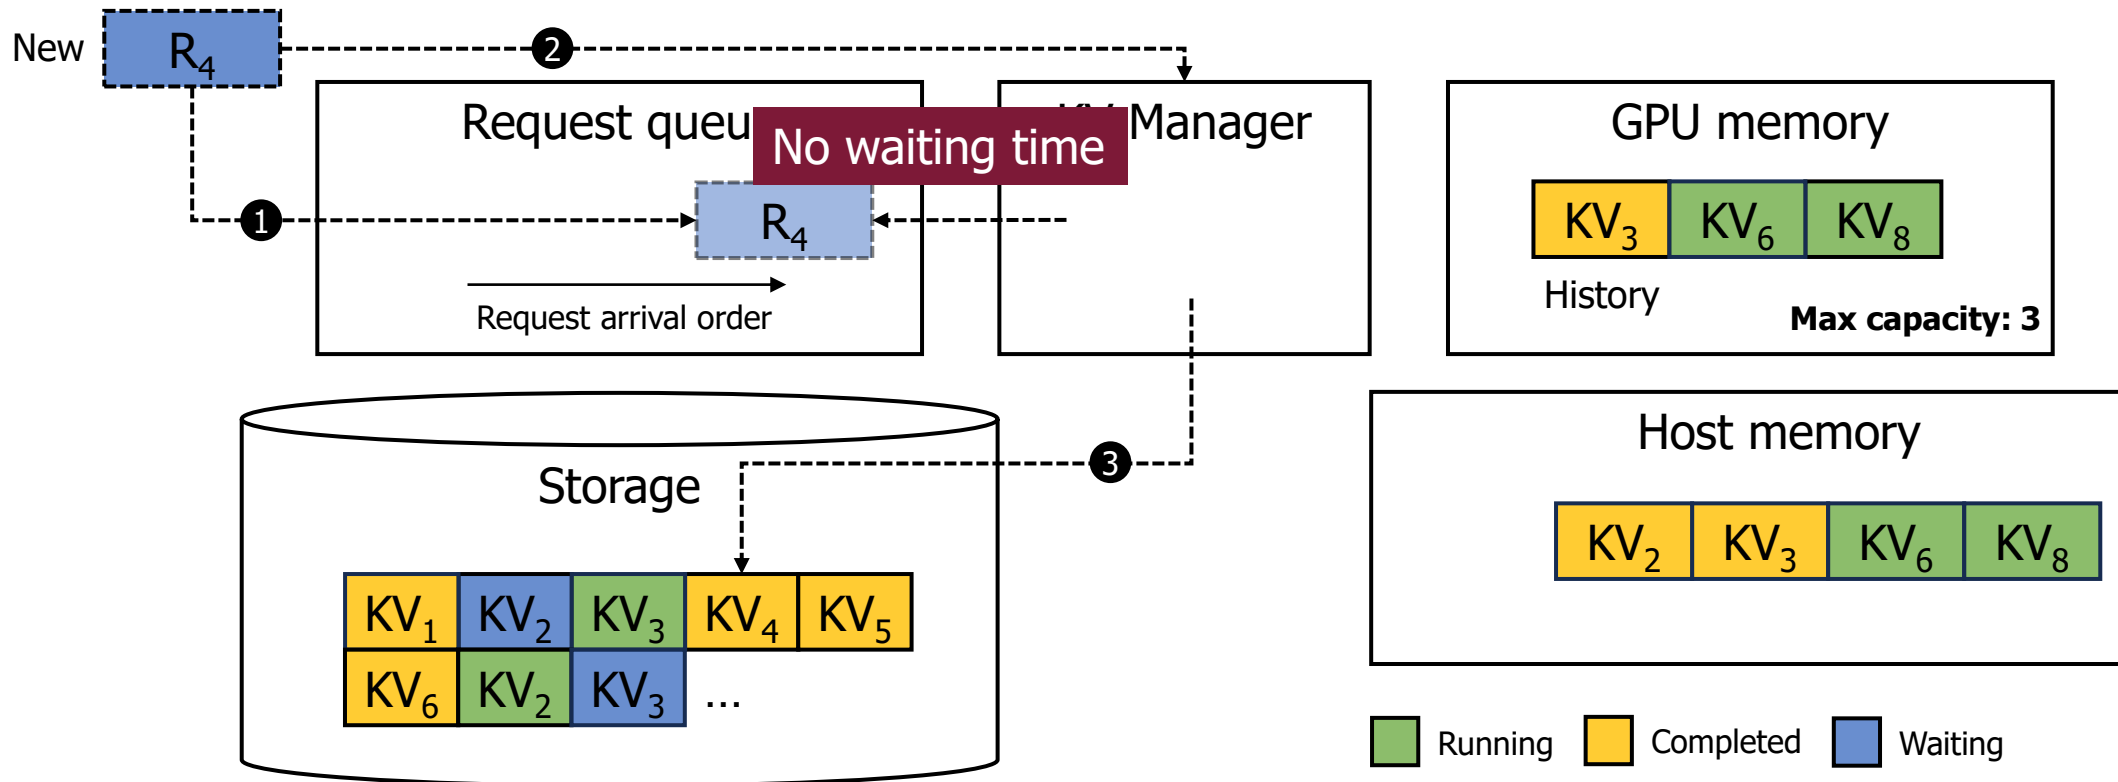 New
R4
2
Request queu
KV Manager
GPU memory
No waiting time
1
R4
KV3 KV6 KV8
History
Request arrival order
Max capacity: 3
Host memory
3
Storage
KV2 KV3 KV6 KV8
KV1 KV2 KV3 KV4 KV5
KV6 KV2 KV3 ...
Running Completed Waiting